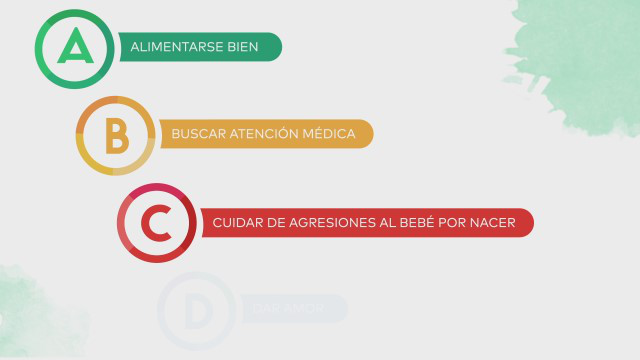 A
ALIMENTARSE BIEN
B
BUSCAR ATENCIÓN MÉDICA
C
CUIDAR DE AGRESIONES AL BEBÉ POR NACER
D
DAR AMOR